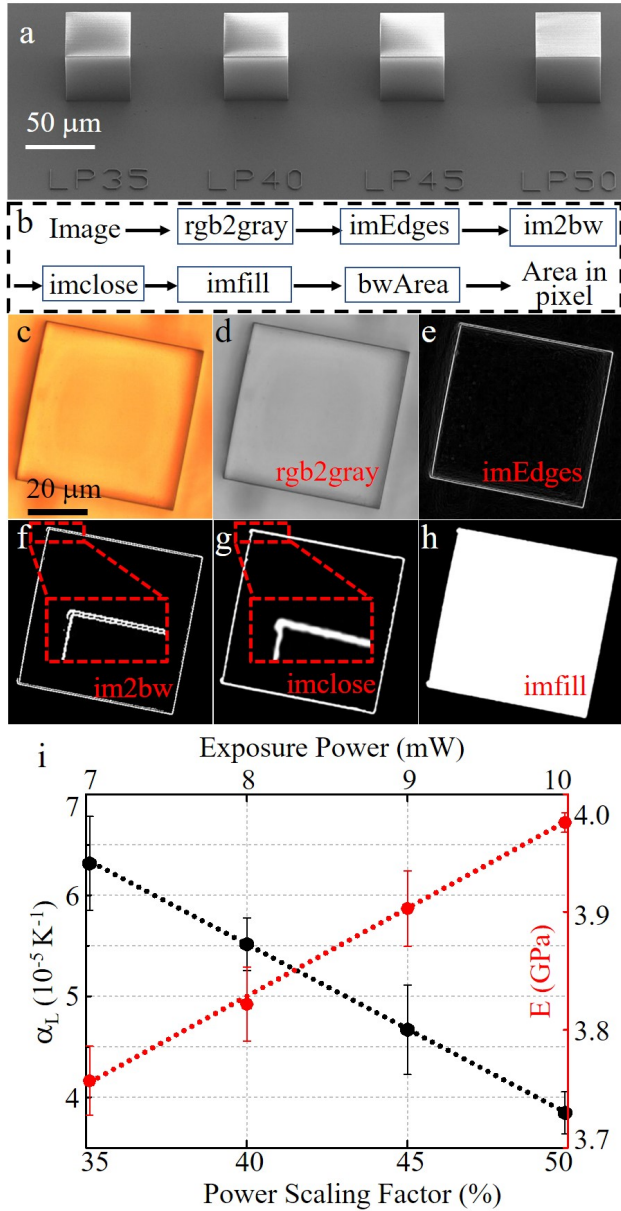 a
50 μm
LP35 LP40 LP45 LP50
b
Image rgb2gray imEdges im2bw
imclose imfill bwArea Area in
pixel
c d e
20 μm
rgb2gray
imEdges
f g h
im2bw
imclose
imfill
i
Exposure Power (mW)
7 8 9 10
7
6
5
4
α_L (10⁻⁵ K⁻¹)
4.0
3.9
3.8
3.7
E (GPa)
35 40 45 50
Power Scaling Factor (%)